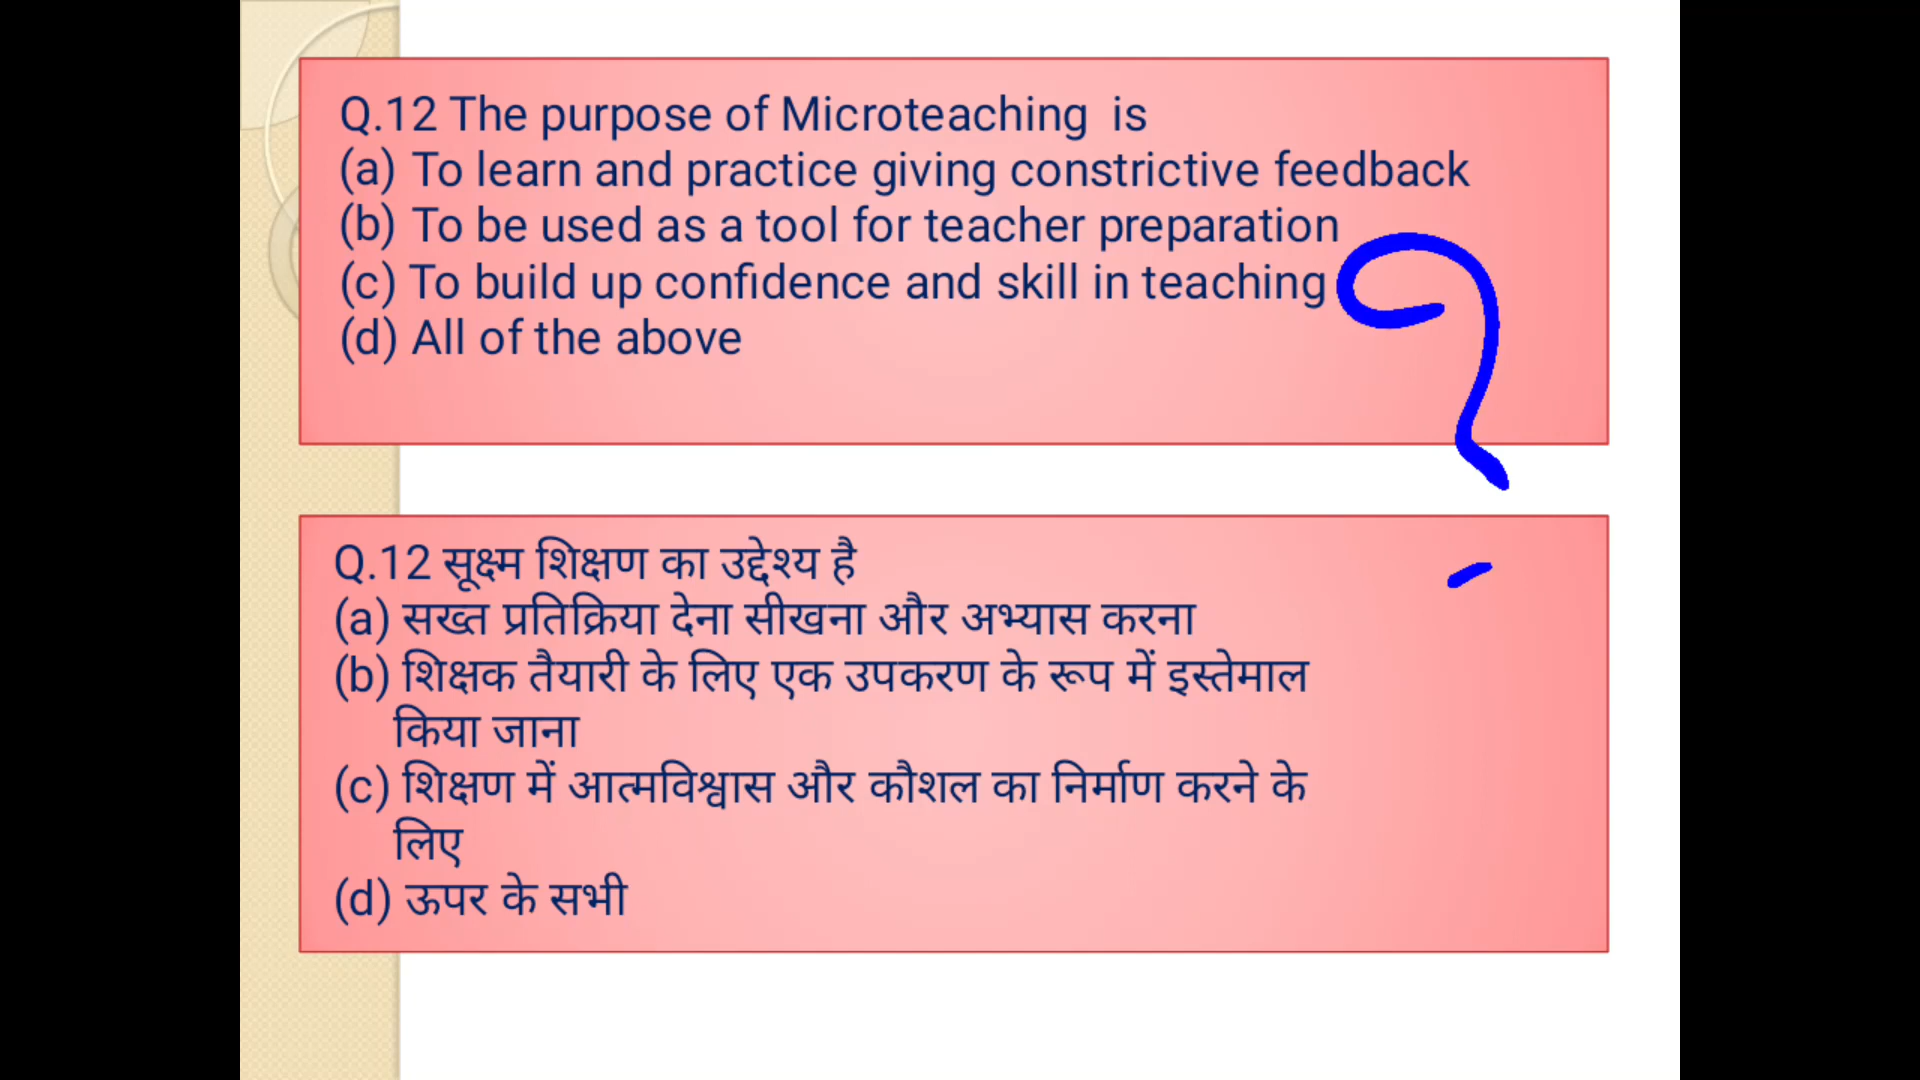 Q.12 The purpose of Microteaching is
(a) To learn and practice giving constrictive feedback
(b) To be used as a tool for teacher preparation
(c) To build up confidence and skill in teaching
(d) All of the above
Q.12 सूक्ष्म शिक्षण का उद्देश्य है
(a) सख्त प्रतिक्रिया देना सीखना और अभ्यास करना
(b) शिक्षक तैयारी के लिए एक उपकरण के रूप में इस्तेमाल
किया जाना
(c) शिक्षण में आत्मविश्वास और कौशल का निर्माण करने के
लिए
(d) ऊपर के सभी